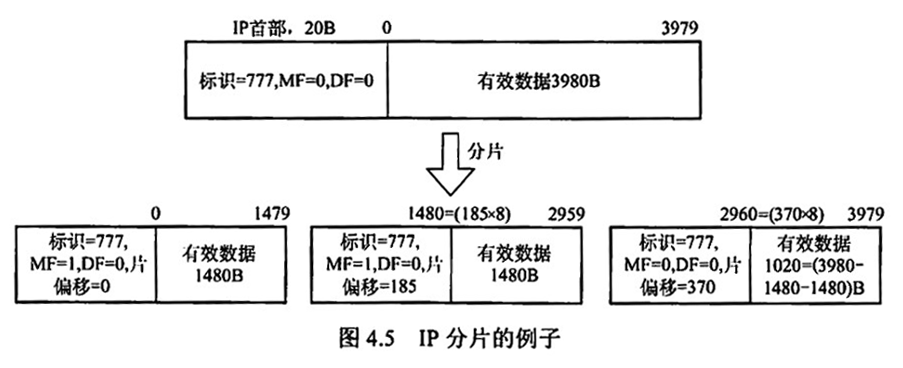 IP首部，20B 0 3979
标识=777,MF=0,DF=0 有效数据3980B
分片
0 1479
标识=777,
MF=1,DF=0,片
偏移=0
有效数据
1480B
1480=(185×8) 2959
标识=777,
MF=1,DF=0,片
偏移=185
有效数据
1480B
2960=(370×8) 3979
标识=777,
MF=0,DF=0,片
偏移=370
有效数据
1020=(3980-
1480-1480)B
图 4.5 IP 分片的例子